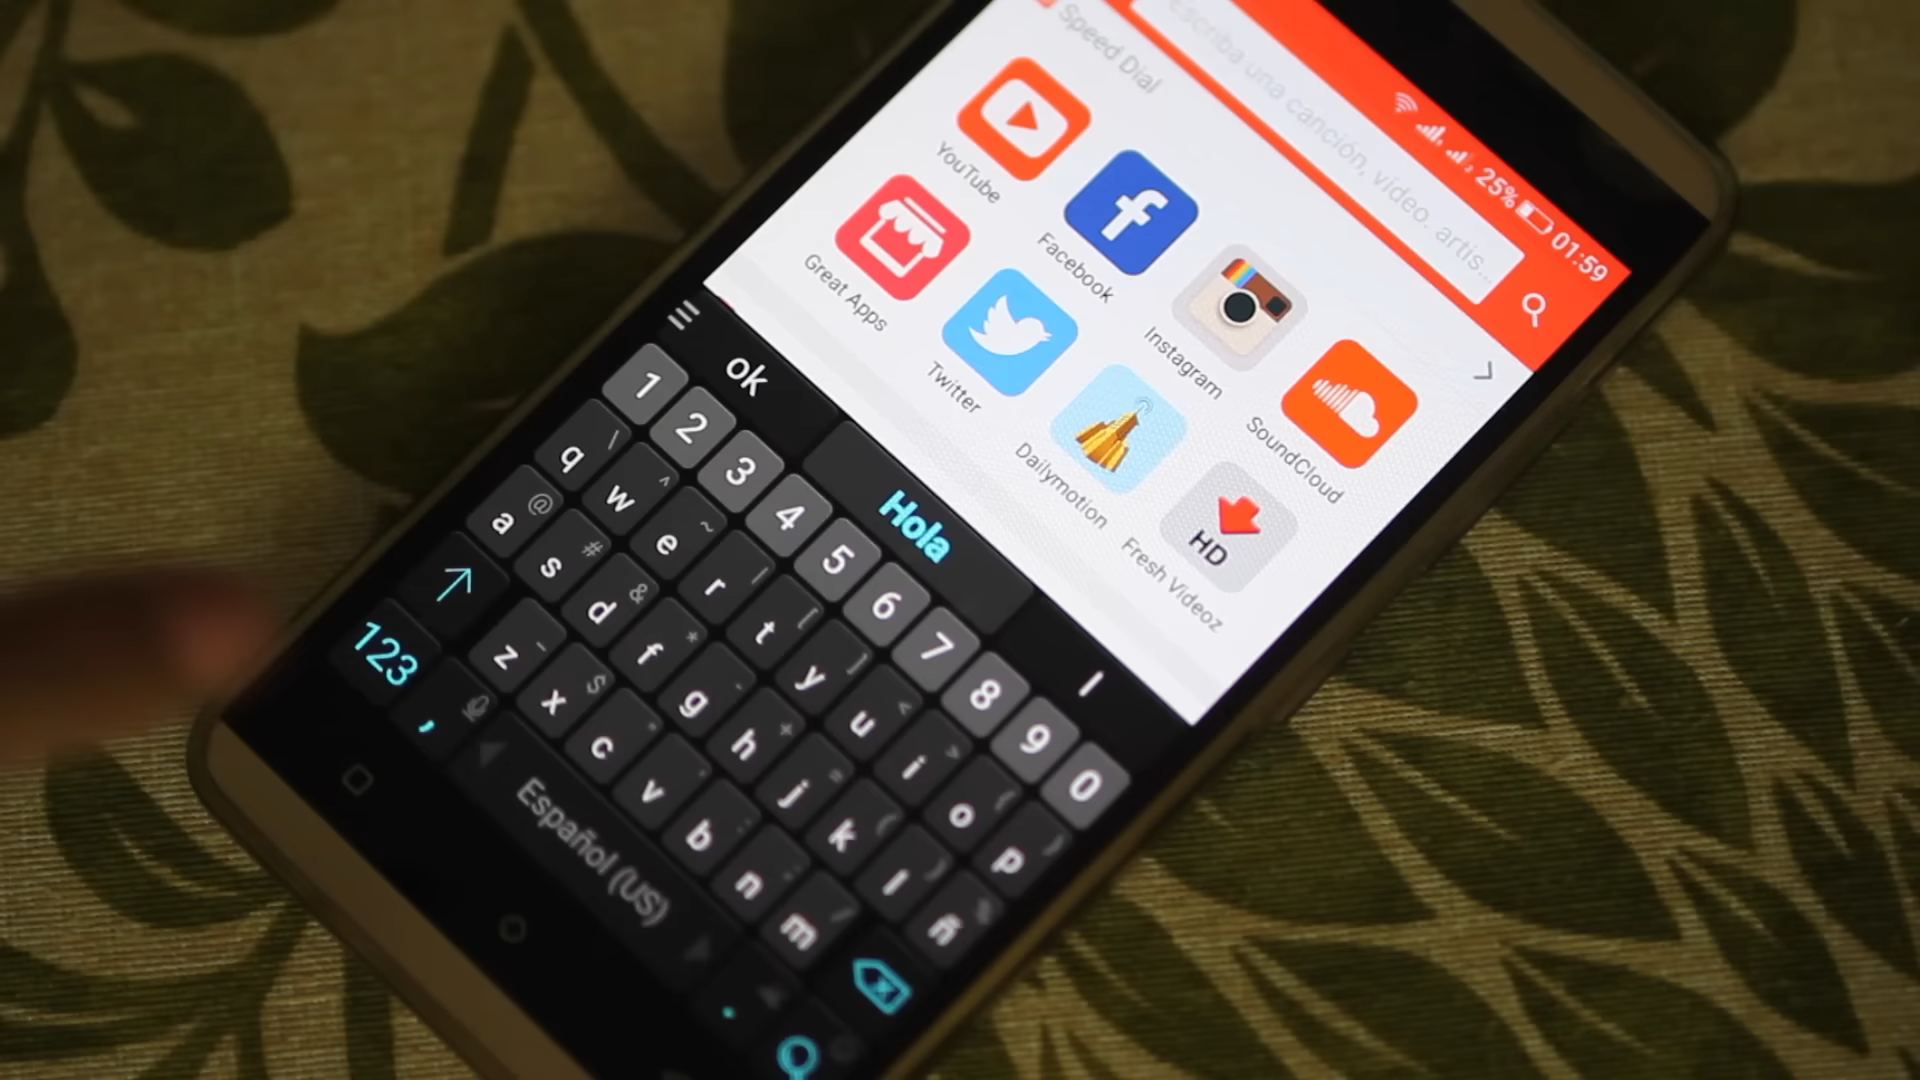 25% 01:59
Escriba una canción, vídeo. artis...
Speed Dial
YouTube
Facebook
Instagram
SoundCloud
Great Apps
Twitter
Dailymotion
HD
Fresh Videoz
ok Hola I
1 2 3 4 5 6 7 8 9 0
q w e r t y u i o p
a s d f g h j k l ñ
z x c v b n m
123 , Español (US) .